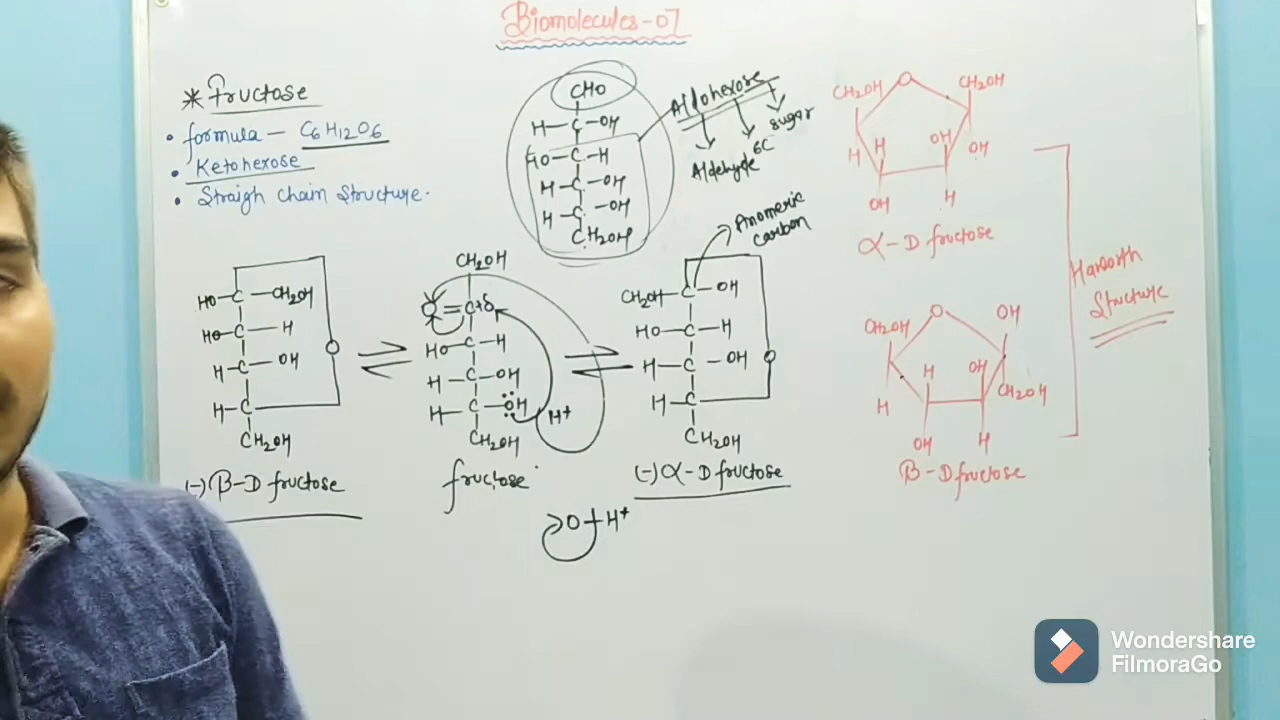 Biomolecules-07
* Fructose
• formula - C6H12O6
• Ketohexose
• Straigh Chain Structure.
CHO
H-C-OH
HO-C-H
H-C-OH
H-C-OH
CH2OH
Aldohexose
Aldehyde
6C
sugar
HO-C-CH2OH
HO-C-H
H-C-OH
H-C
O
CH2OH
(-) β-D fructose
CH2OH
O=C+δ
HO-C-H
H-C-OH
H-C-OH
H+
CH2OH
fructose
O+H+
Anomeric
carbon
CH2OH-C-OH
HO-C-H
H-C-OH
H-C
O
CH2OH
(-) α-D fructose
CH2OH O CH2OH
H H OH OH
OH H
α-D fructose
CH2OH O OH
H H OH CH2OH
OH H
β-D fructose
Haworth
Structure
Wondershare
FilmoraGo